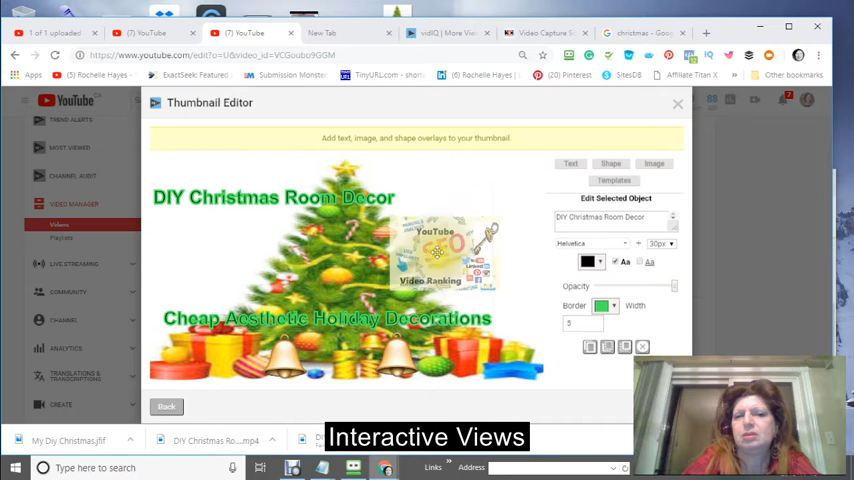 1 of 1 uploaded
(7) YouTube
(7) YouTube
New Tab
vidIQ | More View
Video Capture S
christmas - Goog
https://www.youtube.com/edit?o=U&video_id=VCGoubo9GGM
Apps
(5) Rochelle Hayes
ExactSeek: Featured
Submission Monster
TinyURL.com - short
(6) Rochelle Hayes |
(20) Pinterest
SitesDB
Affiliate Titan X
Other bookmarks
YouTube
CA
88
7
TREND ALERTS
MOST VIEWED
CHANNEL AUDIT
VIDEO MANAGER
Videos
Playlists
LIVE STREAMING
COMMUNITY
CHANNEL
ANALYTICS
TRANSLATIONS &
TRANSCRIPTIONS
CREATE
Thumbnail Editor
Add text, image, and shape overlays to your thumbnail.
DIY Christmas Room Decor
YouTube
SEO
Video Ranking
Cheap Aesthetic Holiday Decorations
Text
Shape
Image
Templates
Edit Selected Object
DIY Christmas Room Decor
Helvetica
30px
Aa
Aa
Opacity
Border
Width
5
Back
My Diy Christmas.jfif
DIY Christmas Ro....mp4
Interactive Views
Type here to search
Links
Address